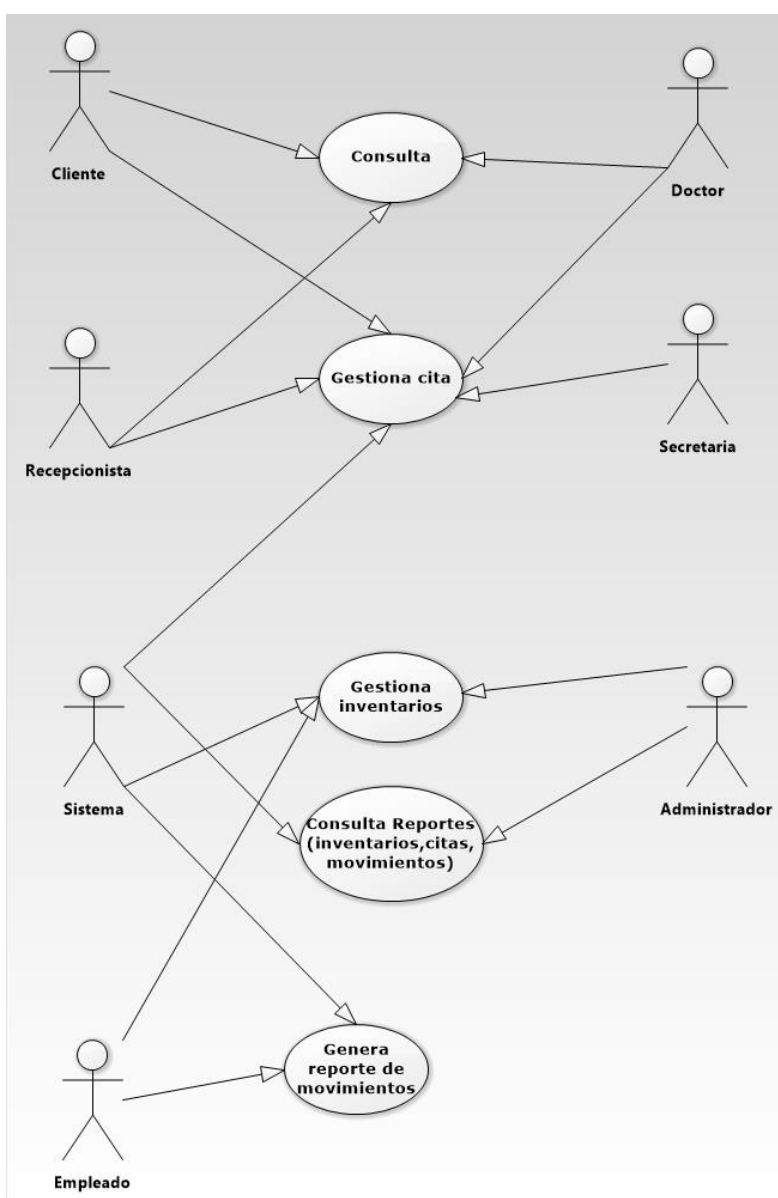 Cliente
Consulta
Doctor
Recepcionista
Gestiona cita
Secretaria
Sistema
Gestiona
inventarios
Administrador
Consulta Reportes
(inventarios,citas,
movimientos)
Genera
reporte de
movimientos
Empleado